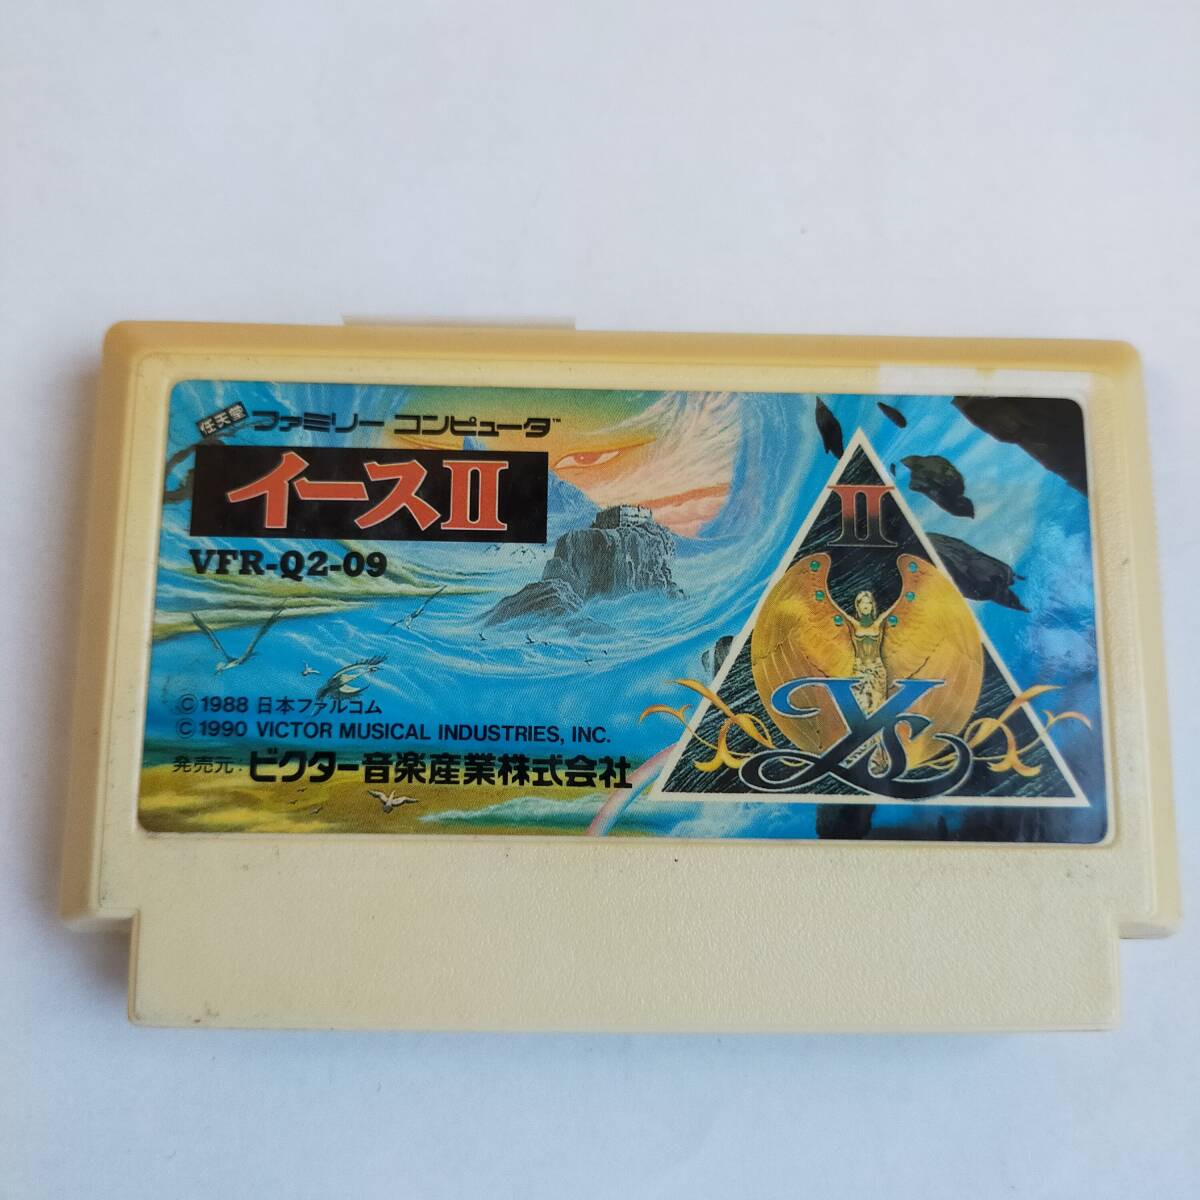 任天堂 ファミリー コンピュータ™
イースII
VFR-Q2-09
©1988 日本ファルコム
©1990 VICTOR MUSICAL INDUSTRIES, INC.
発売元: ビクター音楽産業株式会社
II
Ys